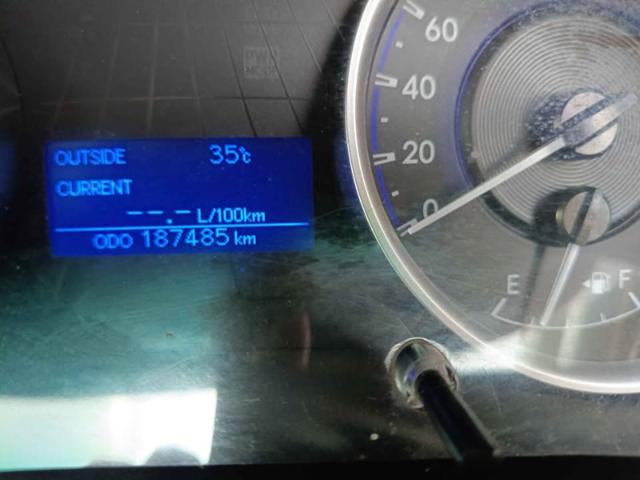 OUTSIDE 35℃
CURRENT
--.- L/100km
ODO 187485 km
60
40
20
0
E F